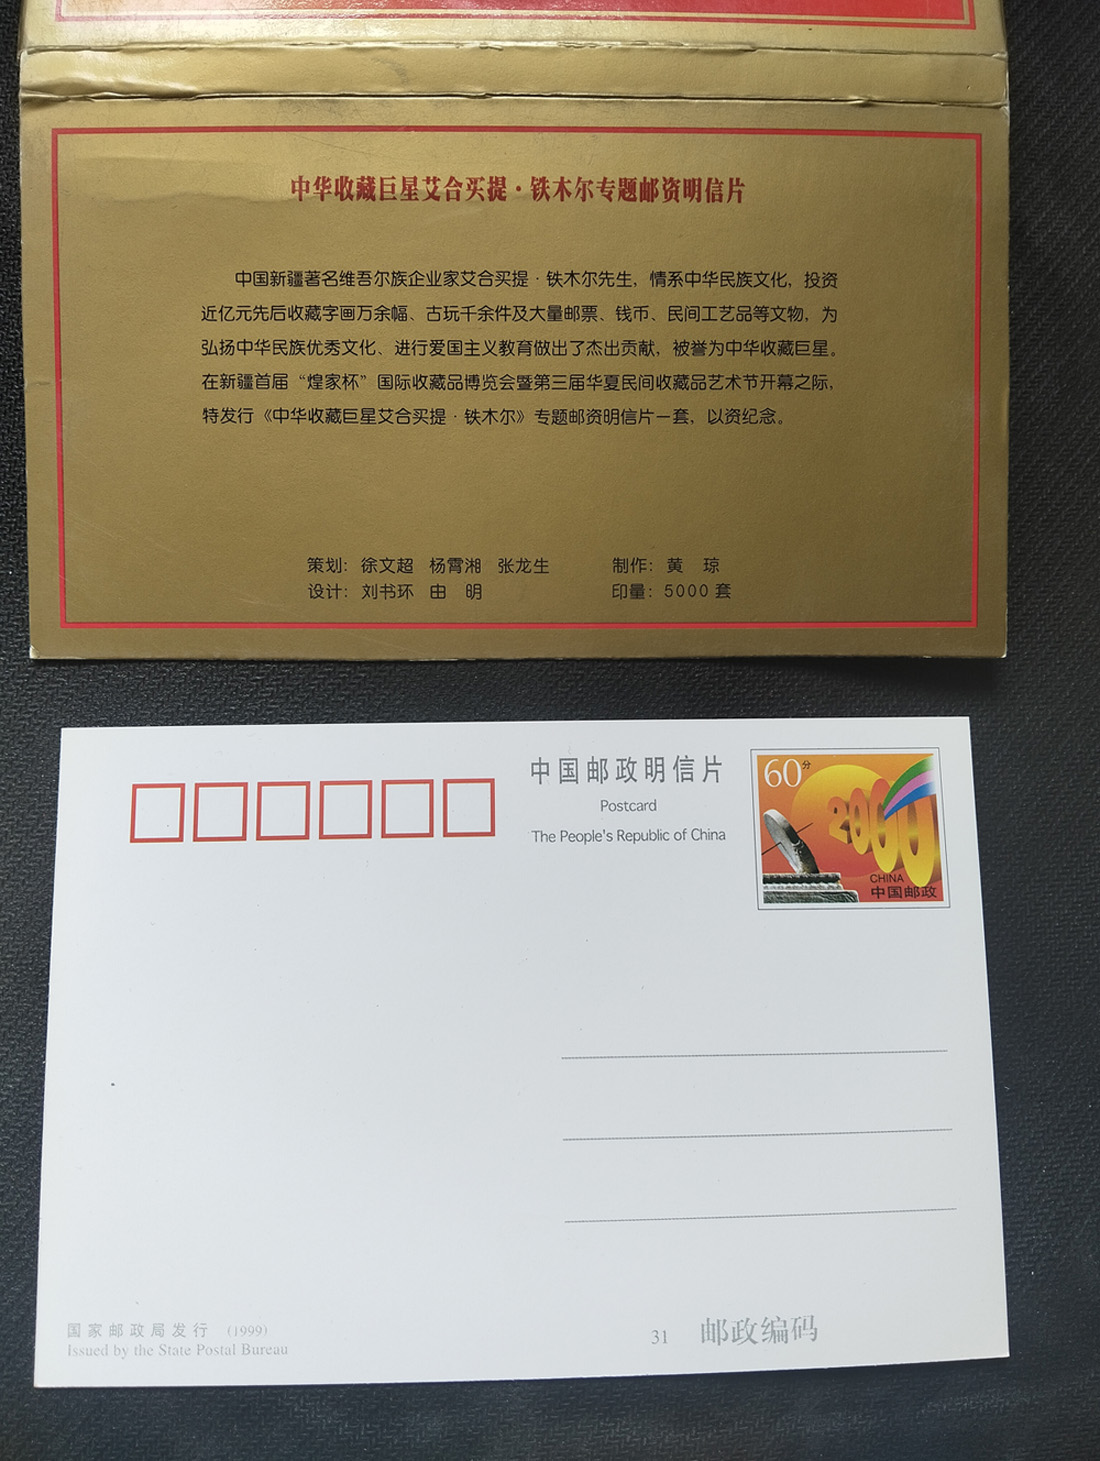 中华收藏巨星艾合买提·铁木尔专题邮资明信片
中国新疆著名维吾尔族企业家艾合买提·铁木尔先生，情系中华民族文化，投资
近亿元先后收藏字画万余幅、古玩千余件及大量邮票、钱币、民间工艺品等文物，为
弘扬中华民族优秀文化、进行爱国主义教育做出了杰出贡献，被誉为中华收藏巨星。
在新疆首届“煌家杯”国际收藏品博览会暨第三届华夏民间收藏品艺术节开幕之际，
特发行《中华收藏巨星艾合买提·铁木尔》专题邮资明信片一套，以资纪念。
策划：徐文超 杨霄湘 张龙生 制作：黄 琼
设计：刘书环 由 明 印量：5000套
中国邮政明信片
Postcard
The People's Republic of China
60分
2000
CHINA
中国邮政
国家邮政局发行 (1999)
Issued by the State Postal Bureau
31 邮政编码